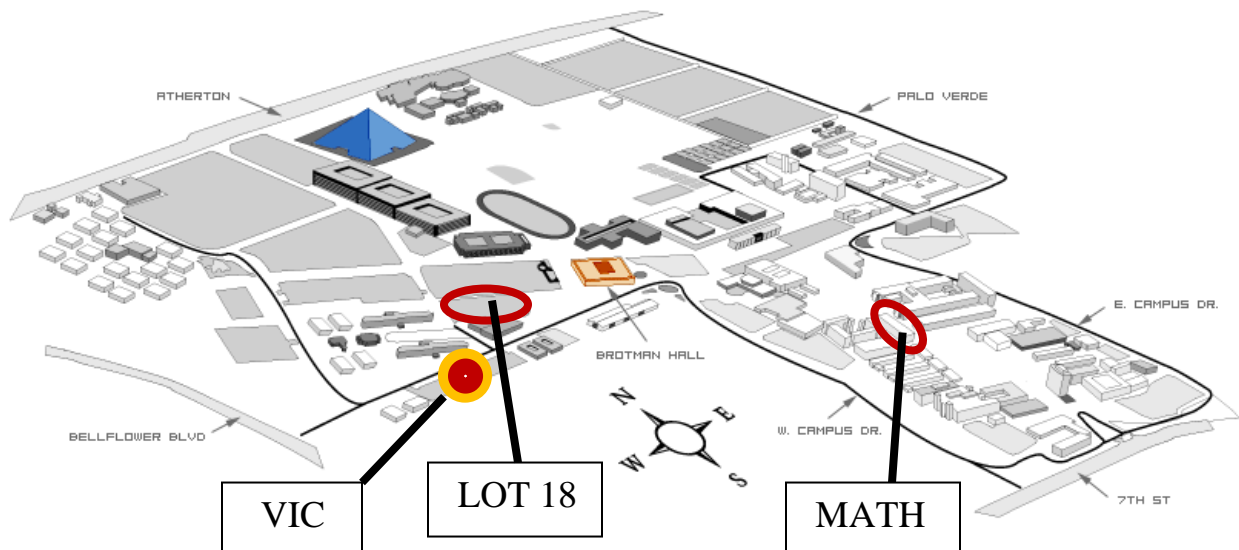 ATHERTON
PALO VERDE
E. CAMPUS DR.
BROTMAN HALL
N
E
W
S
W. CAMPUS DR.
BELLFLOWER BLVD
7TH ST
VIC
LOT 18
MATH